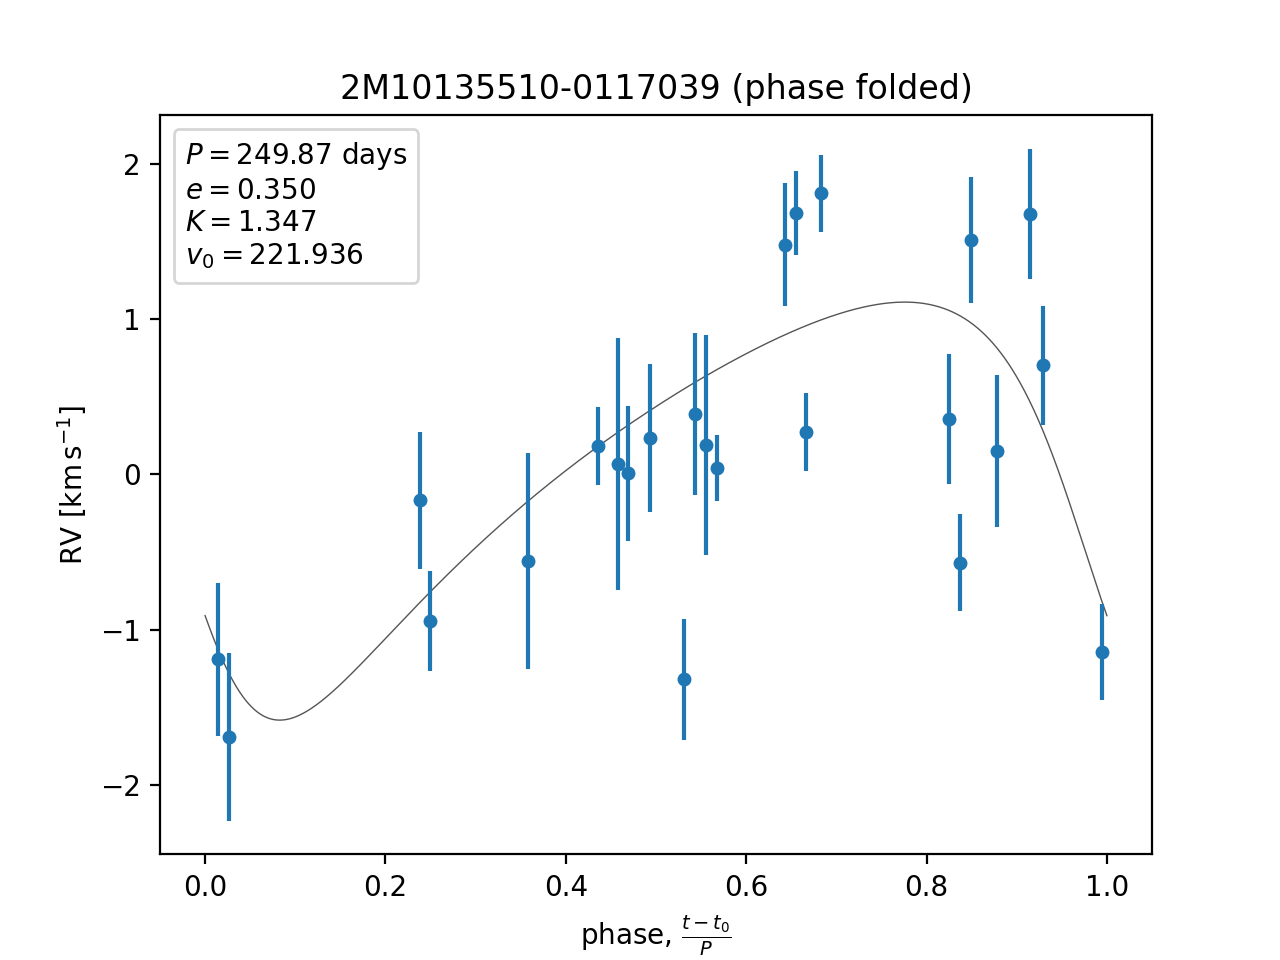 2M10135510-0117039 (phase folded)
P = 249.87 days
e = 0.350
K = 1.347
v₀ = 221.936
2
1
0
−1
−2
RV [km s⁻¹]
0.0 0.2 0.4 0.6 0.8 1.0
phase, (t − t₀)/P